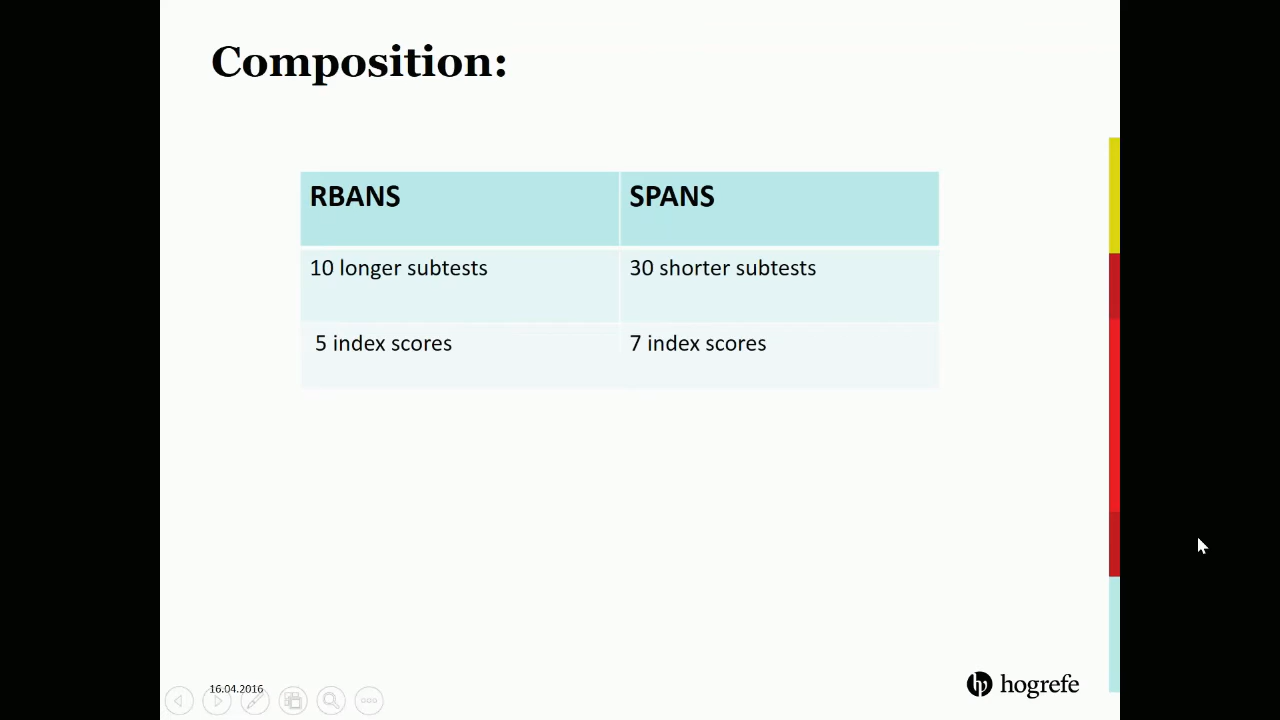 Composition:
RBANS SPANS
10 longer subtests 30 shorter subtests
5 index scores 7 index scores
16.04.2016
hp hogrefe